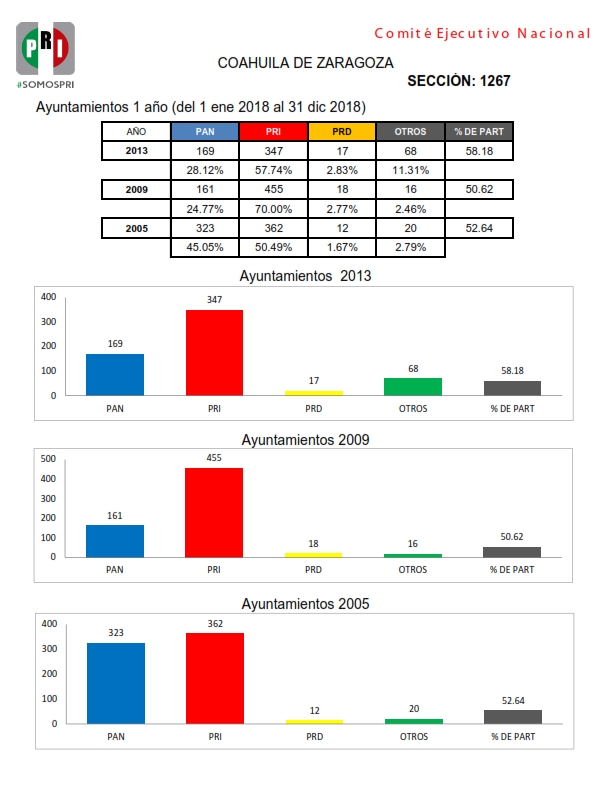 Comité Ejecutivo Nacional
PRI
#SOMOSPRI
COAHUILA DE ZARAGOZA
SECCIÓN: 1267
Ayuntamientos 1 año (del 1 ene 2018 al 31 dic 2018)
AÑO PAN PRI PRD OTROS % DE PART
2013 169 347 17 68 58.18
28.12% 57.74% 2.83% 11.31%
2009 161 455 18 16 50.62
24.77% 70.00% 2.77% 2.46%
2005 323 362 12 20 52.64
45.05% 50.49% 1.67% 2.79%
Ayuntamientos 2013
400
300
200
100
0
169 347 17 68 58.18
PAN PRI PRD OTROS % DE PART
Ayuntamientos 2009
500
400
300
200
100
0
161 455 18 16 50.62
PAN PRI PRD OTROS % DE PART
Ayuntamientos 2005
400
300
200
100
0
323 362 12 20 52.64
PAN PRI PRD OTROS % DE PART